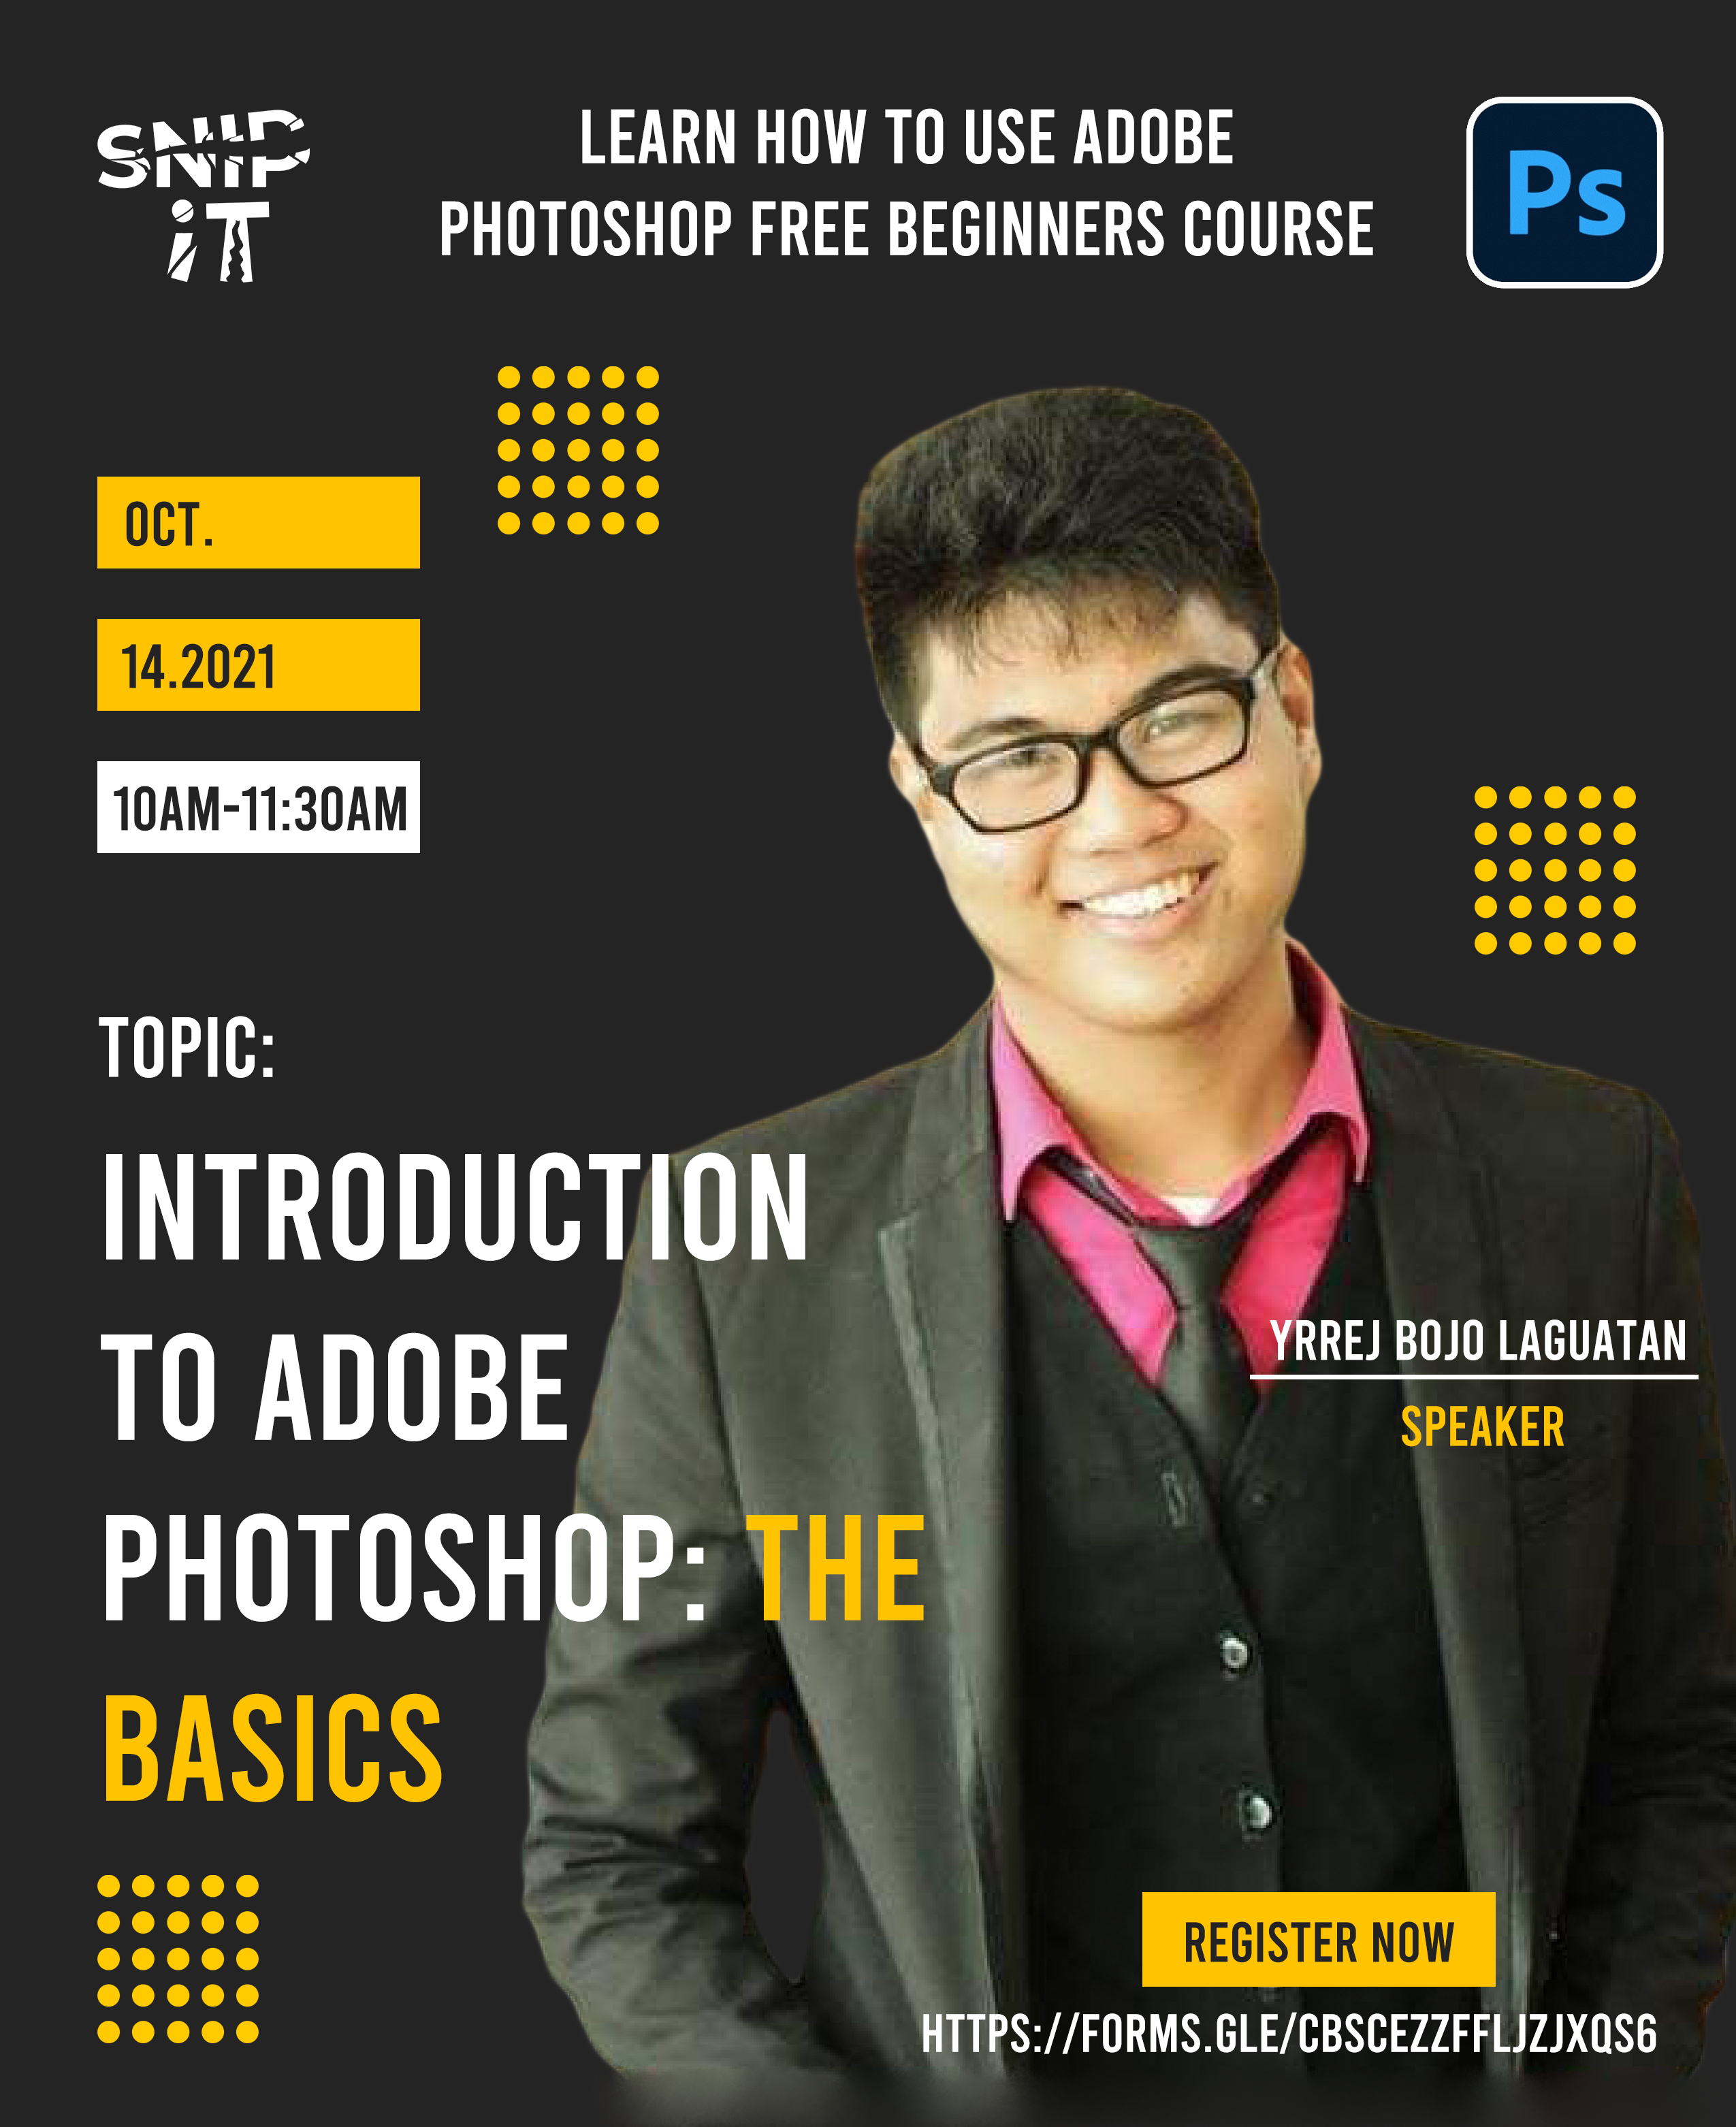 SNIP
iT
LEARN HOW TO USE ADOBE
PHOTOSHOP FREE BEGINNERS COURSE
Ps
OCT.
14.2021
10AM-11:30AM
TOPIC:
INTRODUCTION
TO ADOBE
PHOTOSHOP: THE
BASICS
YRREJ BOJO LAGUATAN
SPEAKER
REGISTER NOW
HTTPS://FORMS.GLE/CBSCEZZFFLJZJXQS6